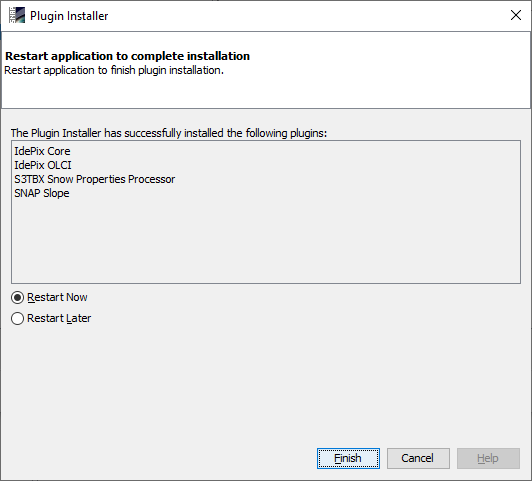 Plugin Installer
Restart application to complete installation
Restart application to finish plugin installation.
The Plugin Installer has successfully installed the following plugins:
IdePix Core
IdePix OLCI
S3TBX Snow Properties Processor
SNAP Slope
Restart Now
Restart Later
Finish Cancel Help